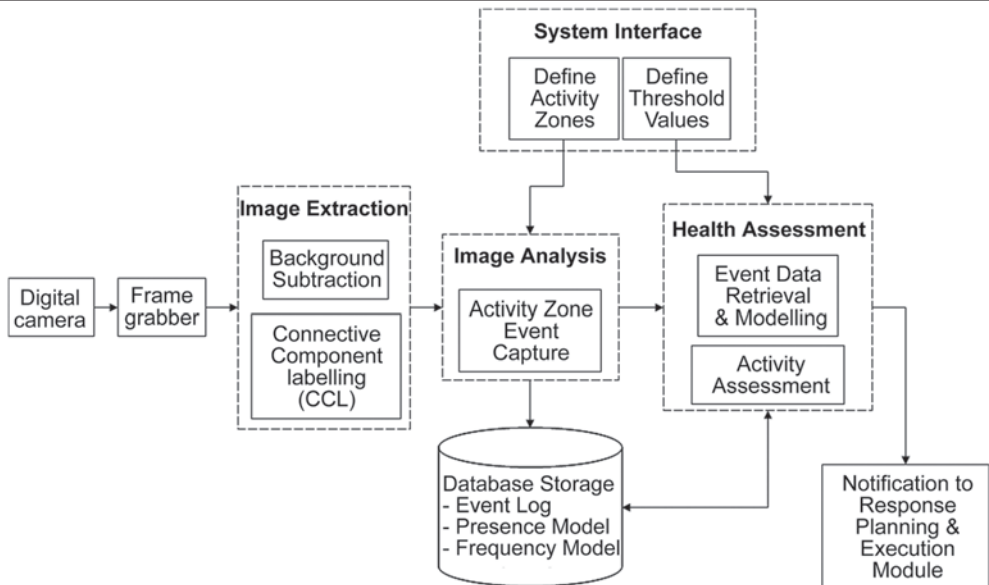 System Interface
Define
Activity
Zones
Define
Threshold
Values
Image Extraction
Background
Subtraction
Connective
Component
labelling
(CCL)
Image Analysis
Activity Zone
Event
Capture
Health Assessment
Event Data
Retrieval
& Modelling
Activity
Assessment
Digital
camera
Frame
grabber
Database Storage
- Event Log
- Presence Model
- Frequency Model
Notification to
Response
Planning &
Execution
Module